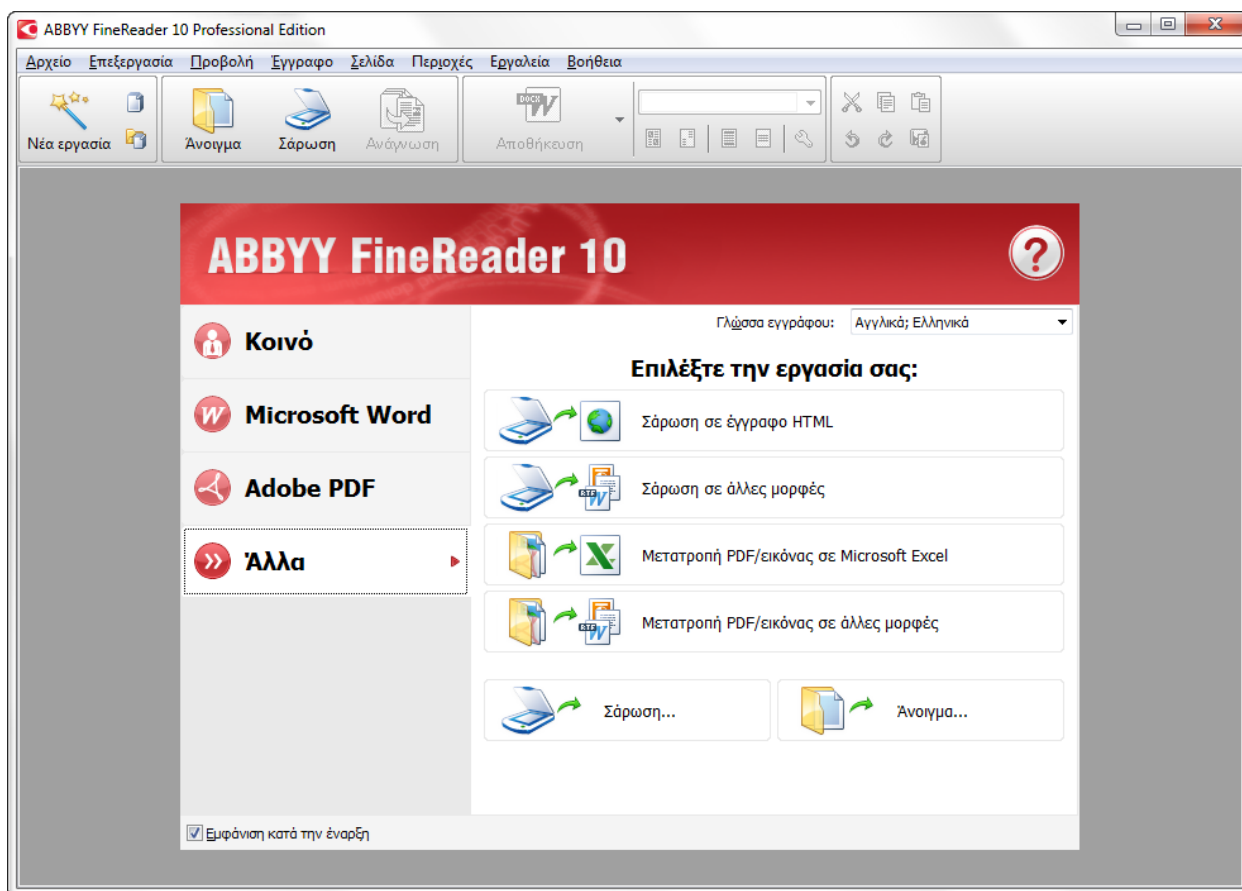 ABBYY FineReader 10 Professional Edition
Αρχείο Επεξεργασία Προβολή Έγγραφο Σελίδα Περιοχές Εργαλεία Βοήθεια
Νέα εργασία Άνοιγμα Σάρωση Ανάγνωση Αποθήκευση
ABBYY FineReader 10
Γλώσσα εγγράφου: Αγγλικά; Ελληνικά
Κοινό
Microsoft Word
Adobe PDF
Άλλα
Επιλέξτε την εργασία σας:
Σάρωση σε έγγραφο HTML
Σάρωση σε άλλες μορφές
Μετατροπή PDF/εικόνας σε Microsoft Excel
Μετατροπή PDF/εικόνας σε άλλες μορφές
Σάρωση... Άνοιγμα...
Εμφάνιση κατά την έναρξη